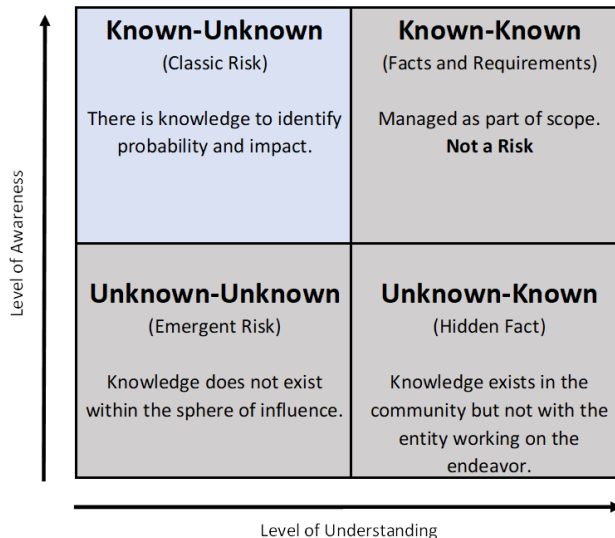 Known-Unknown
(Classic Risk)
There is knowledge to identify
probability and impact.
Known-Known
(Facts and Requirements)
Managed as part of scope.
Not a Risk
Unknown-Unknown
(Emergent Risk)
Knowledge does not exist
within the sphere of influence.
Unknown-Known
(Hidden Fact)
Knowledge exists in the
community but not with the
entity working on the
endeavor.
Level of Awareness
Level of Understanding